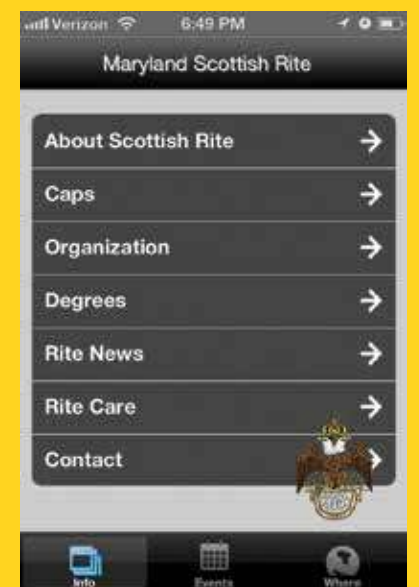 Verizon 6:49 PM
Maryland Scottish Rite
About Scottish Rite
Caps
Organization
Degrees
Rite News
Rite Care
Contact
Info Events Where